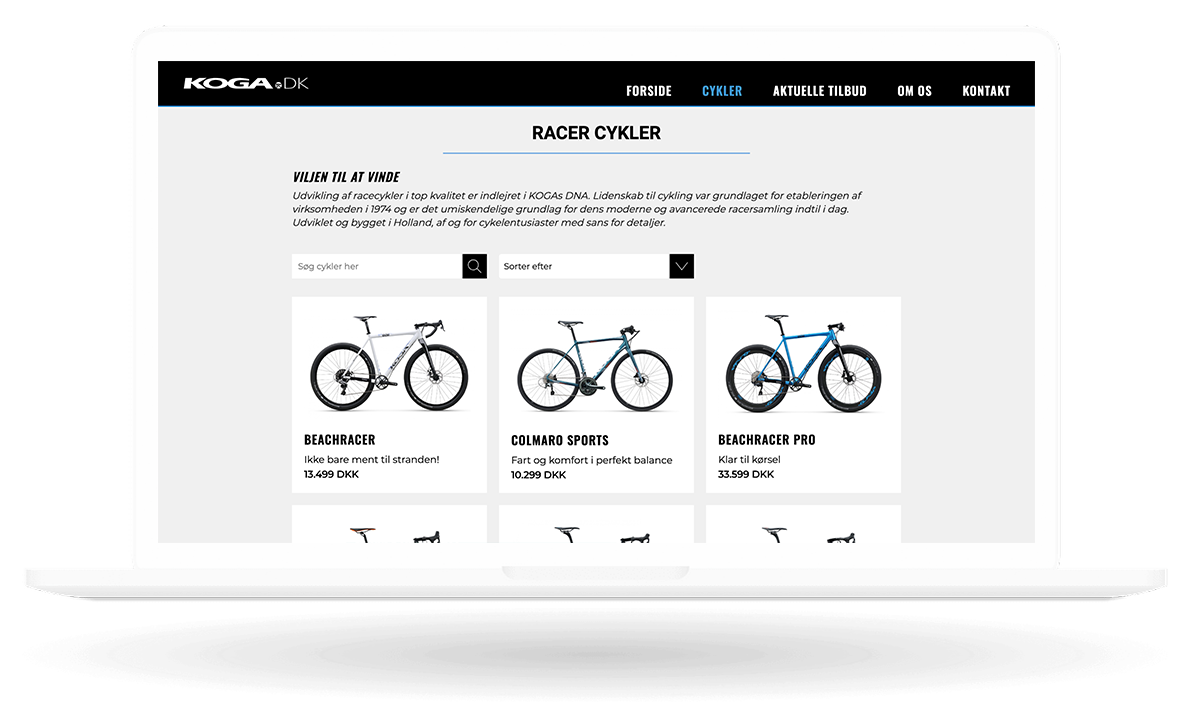 KOGA.DK
FORSIDE CYKLER AKTUELLE TILBUD OM OS KONTAKT
RACER CYKLER
VILJEN TIL AT VINDE
Udvikling af racecykler i top kvalitet er indlejret i KOGAs DNA. Lidenskab til cykling var grundlaget for etableringen af
virksomheden i 1974 og er det umiskendelige grundlag for dens moderne og avancerede racersamling indtil i dag.
Udviklet og bygget i Holland, af og for cykelentusiaster med sans for detaljer.
Søg cykler her
Sorter efter
BEACHRACER
Ikke bare ment til stranden!
13.499 DKK
COLMARO SPORTS
Fart og komfort i perfekt balance
10.299 DKK
BEACHRACER PRO
Klar til kørsel
33.599 DKK